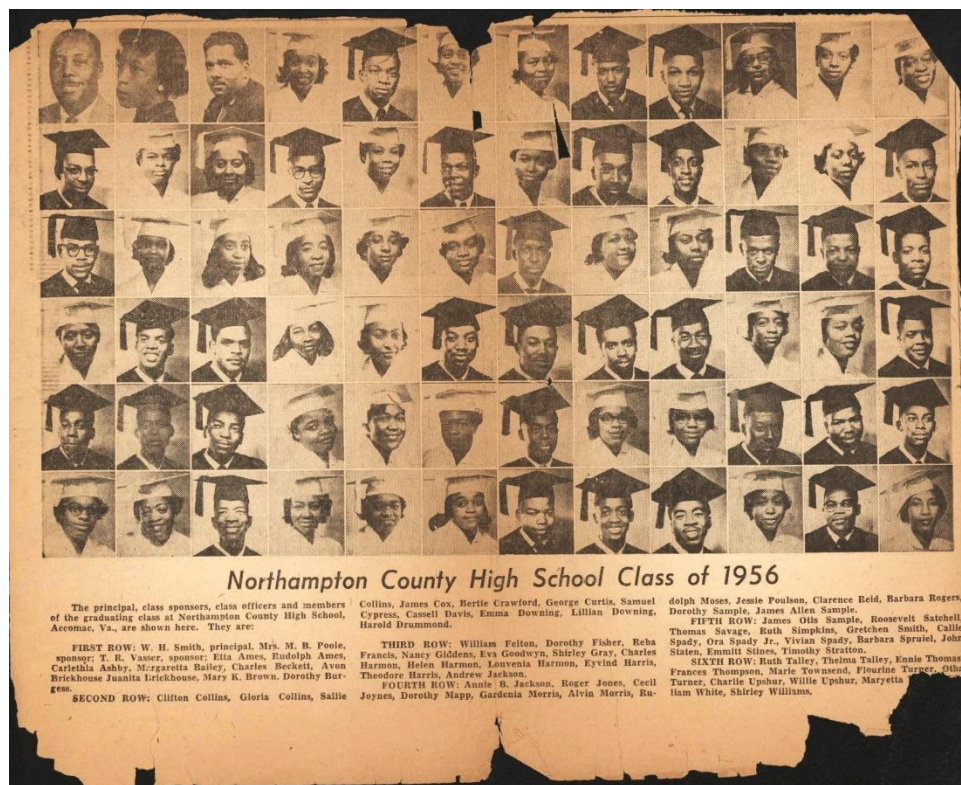 Northampton County High School Class of 1956
The principal, class sponsors, class officers and members
of the graduating class at Northampton County High School,
Accomac, Va., are shown here. They are:
FIRST ROW: W. H. Smith, principal, Mrs. M. B. Poole,
sponsor; T. R. Vasser, sponsor; Etta Ames, Rudolph Ames,
Carlethia Ashby, Margaretta Bailey, Charles Beckett, Avon
Brickhouse Juanita Brickhouse, Mary K. Brown. Dorothy Bur-
gess.
SECOND ROW: Clifton Collins, Gloria Collins, Sallie
Collins, James Cox, Bertie Crawford, George Curtis, Samuel
Cypress, Cassell Davis, Emma Downing, Lillian Downing,
Harold Drummond.
THIRD ROW: William Felton, Dorothy Fisher, Reba
Francis, Nancy Giddens, Eva Goodwyn, Shirley Gray, Charles
Harmon, Helen Harmon, Louvenia Harmon, Eyvind Harris,
Theodore Harris, Andrew Jackson.
FOURTH ROW: Annie B. Jackson, Roger Jones, Cecil
Joynes, Dorothy Mapp, Gardenia Morris, Alvin Morris, Ru-
dolph Moses, Jessie Poulson, Clarence Reid, Barbara Rogers,
Dorothy Sample, James Allen Sample.
FIFTH ROW: James Otis Sample, Roosevelt Satchell,
Thomas Savage, Ruth Simpkins, Gretchen Smith, Callie
Spady, Ora Spady Jr., Vivian Spady, Barbara Spruiel, John
Staten, Emmitt Stines, Timothy Stratton.
SIXTH ROW: Ruth Talley, Thelma Talley, Ennie Thomas
Frances Thompson, Marie Townsend, Flourine Turner,
Turner, Charlie Upshur, Willie Upshur, Maryetta
liam White, Shirley Williams.